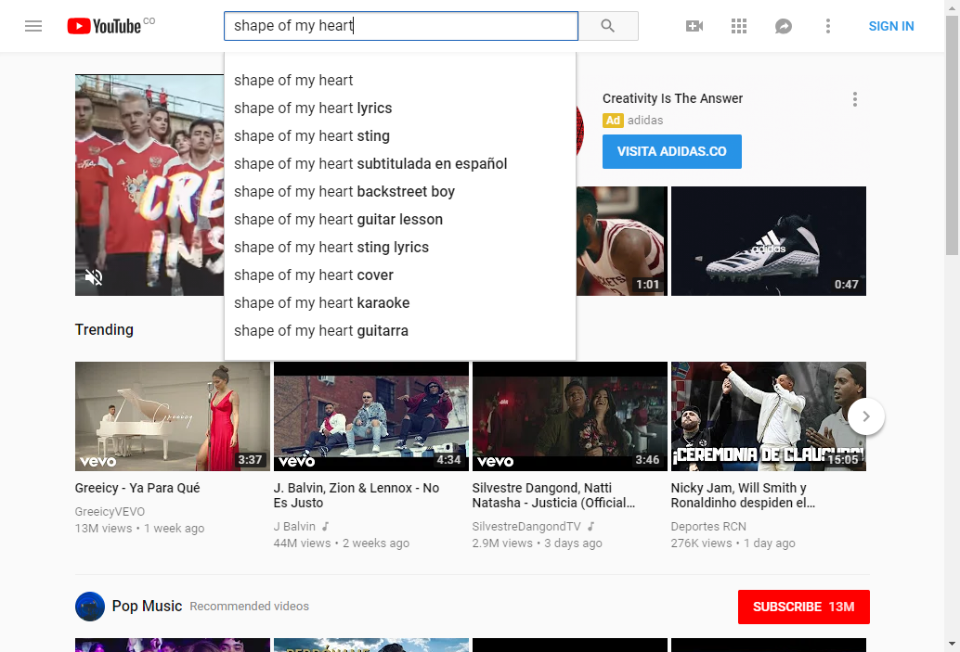 YouTube CO
shape of my heart
SIGN IN
shape of my heart
shape of my heart lyrics
shape of my heart sting
shape of my heart subtitulada en español
shape of my heart backstreet boy
shape of my heart guitar lesson
shape of my heart sting lyrics
shape of my heart cover
shape of my heart karaoke
shape of my heart guitarra
Creativity Is The Answer
Ad adidas
VISITA ADIDAS.CO
CRE
INS
1:01
adidas
0:47
Trending
Greeicy
vevo
3:37
vevo
4:34
vevo
3:46
¡CEREMONIA DE CLAUSURA!
15:05
Greeicy - Ya Para Qué
GreeicyVEVO
13M views • 1 week ago
J. Balvin, Zion & Lennox - No
Es Justo
J Balvin
44M views • 2 weeks ago
Silvestre Dangond, Natti
Natasha - Justicia (Official...
SilvestreDangondTV
2.9M views • 3 days ago
Nicky Jam, Will Smith y
Ronaldinho despiden el...
Deportes RCN
276K views • 1 day ago
Pop Music Recommended videos
SUBSCRIBE 13M